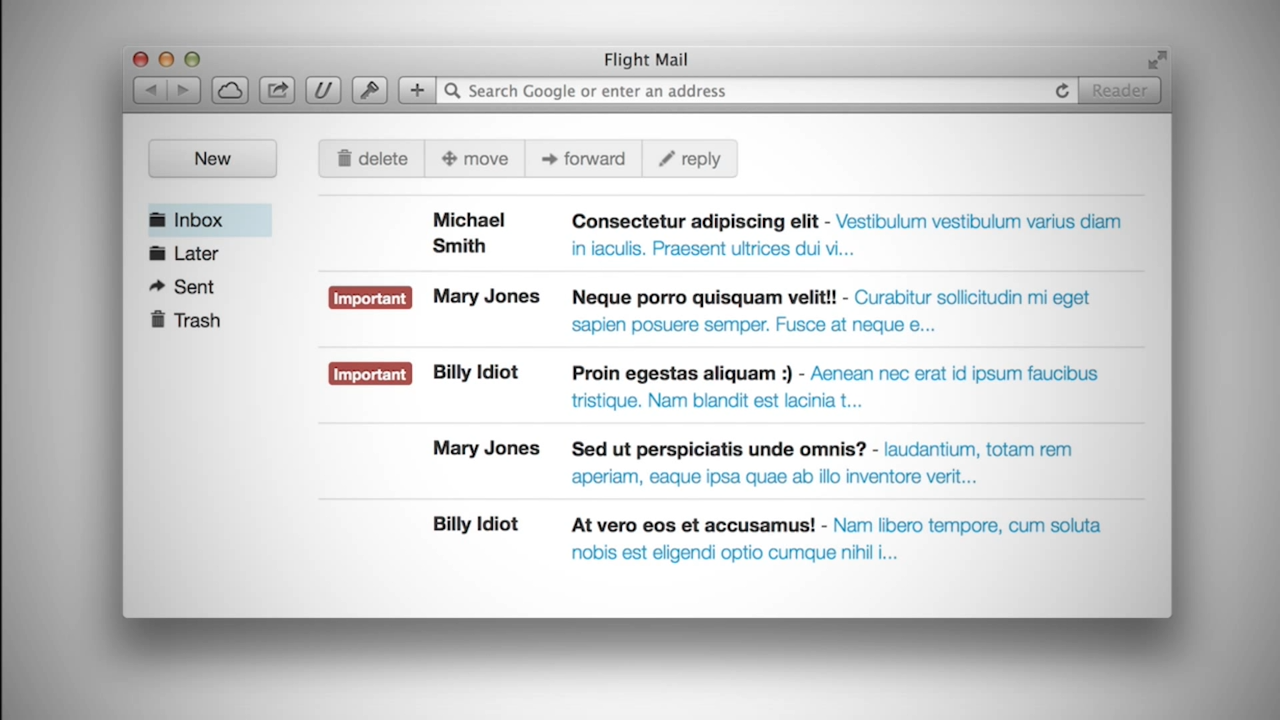 Flight Mail
Search Google or enter an address
Reader
New
delete
move
forward
reply
Inbox
Later
Sent
Trash
Michael
Smith
Consectetur adipiscing elit - Vestibulum vestibulum varius diam
in iaculis. Praesent ultrices dui vi...
Important
Mary Jones
Neque porro quisquam velit!! - Curabitur sollicitudin mi eget
sapien posuere semper. Fusce at neque e...
Important
Billy Idiot
Proin egestas aliquam :) - Aenean nec erat id ipsum faucibus
tristique. Nam blandit est lacinia t...
Mary Jones
Sed ut perspiciatis unde omnis? - laudantium, totam rem
aperiam, eaque ipsa quae ab illo inventore verit...
Billy Idiot
At vero eos et accusamus! - Nam libero tempore, cum soluta
nobis est eligendi optio cumque nihil i...